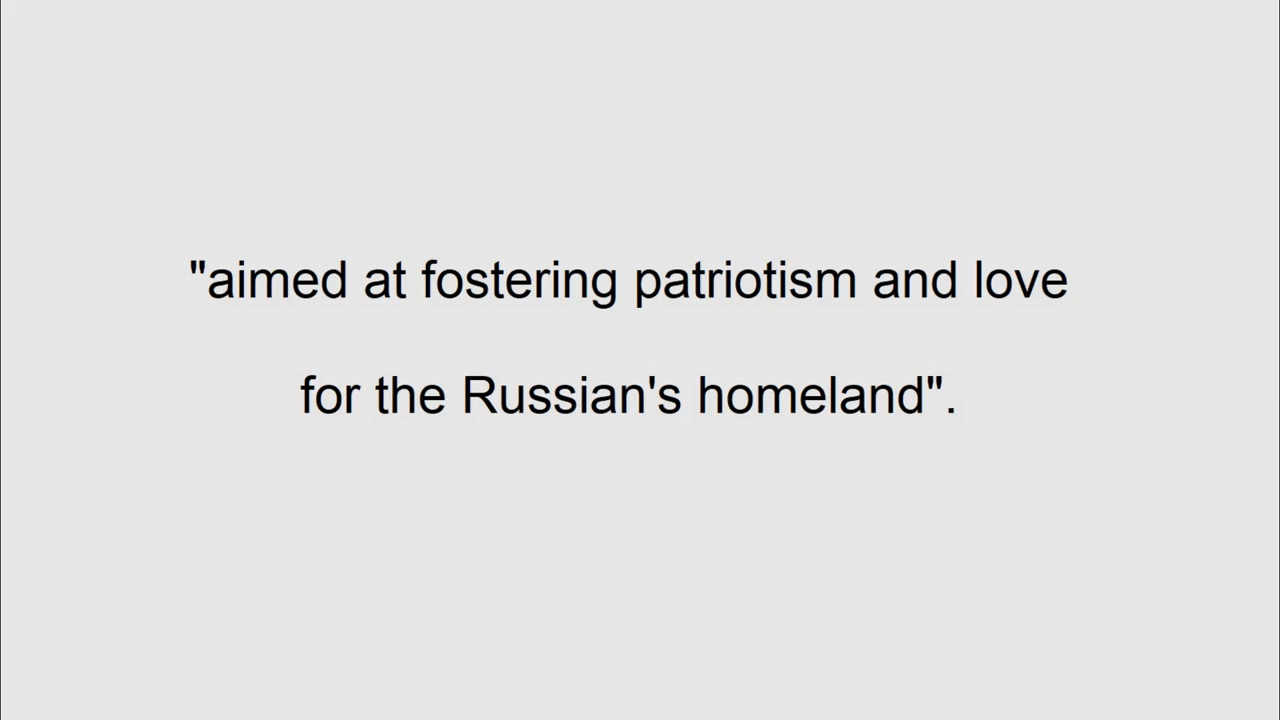 "aimed at fostering patriotism and love
for the Russian's homeland".